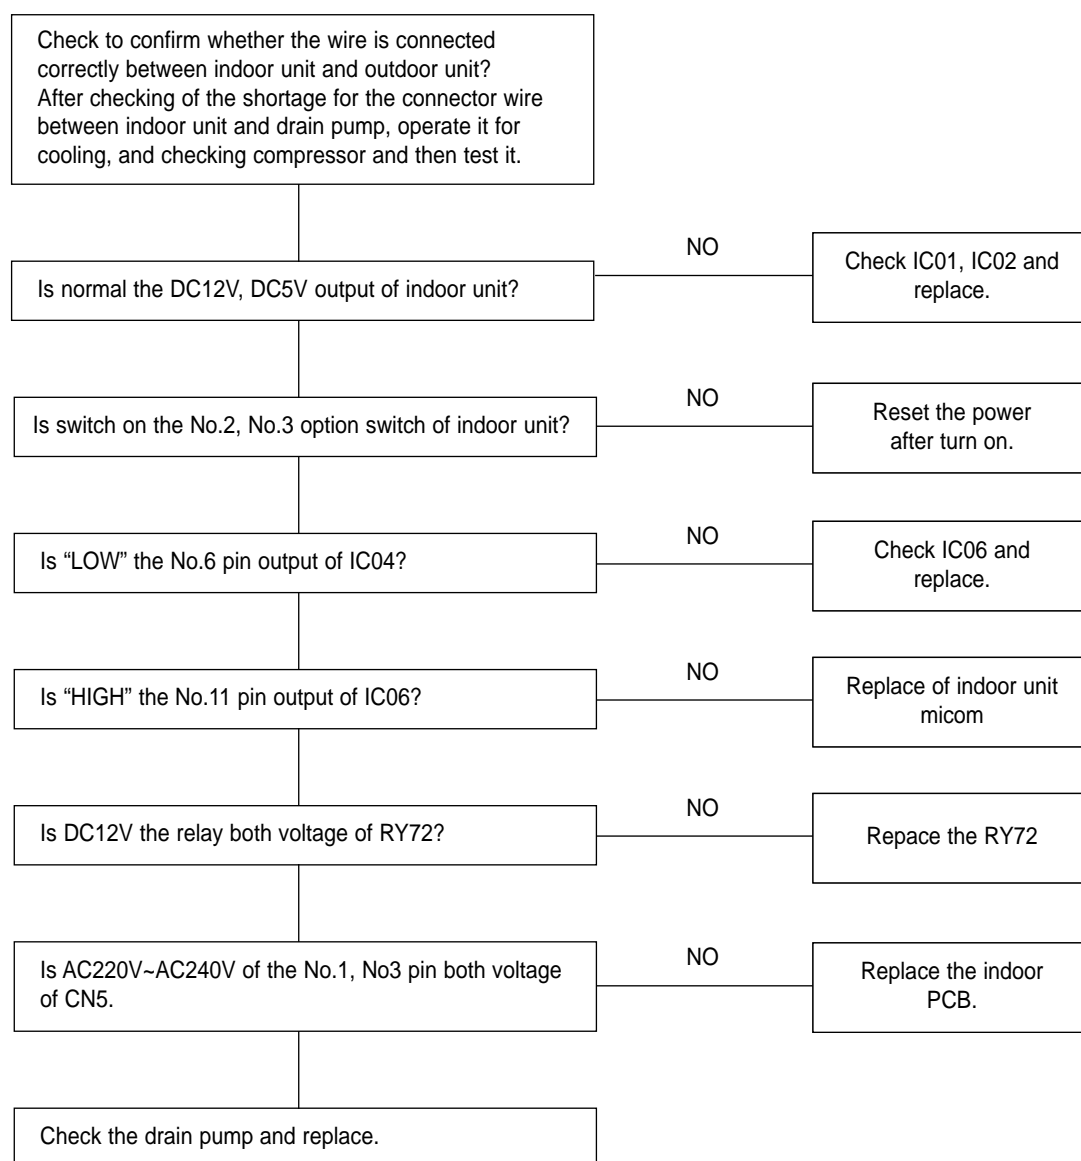 Check to confirm whether the wire is connected
correctly between indoor unit and outdoor unit?
After checking of the shortage for the connector wire
between indoor unit and drain pump, operate it for
cooling, and checking compressor and then test it.
Is normal the DC12V, DC5V output of indoor unit?
NO
Check IC01, IC02 and
replace.
Is switch on the No.2, No.3 option switch of indoor unit?
NO
Reset the power
after turn on.
Is “LOW” the No.6 pin output of IC04?
NO
Check IC06 and
replace.
Is “HIGH” the No.11 pin output of IC06?
NO
Replace of indoor unit
micom
Is DC12V the relay both voltage of RY72?
NO
Repace the RY72
Is AC220V~AC240V of the No.1, No3 pin both voltage
of CN5.
NO
Replace the indoor
PCB.
Check the drain pump and replace.